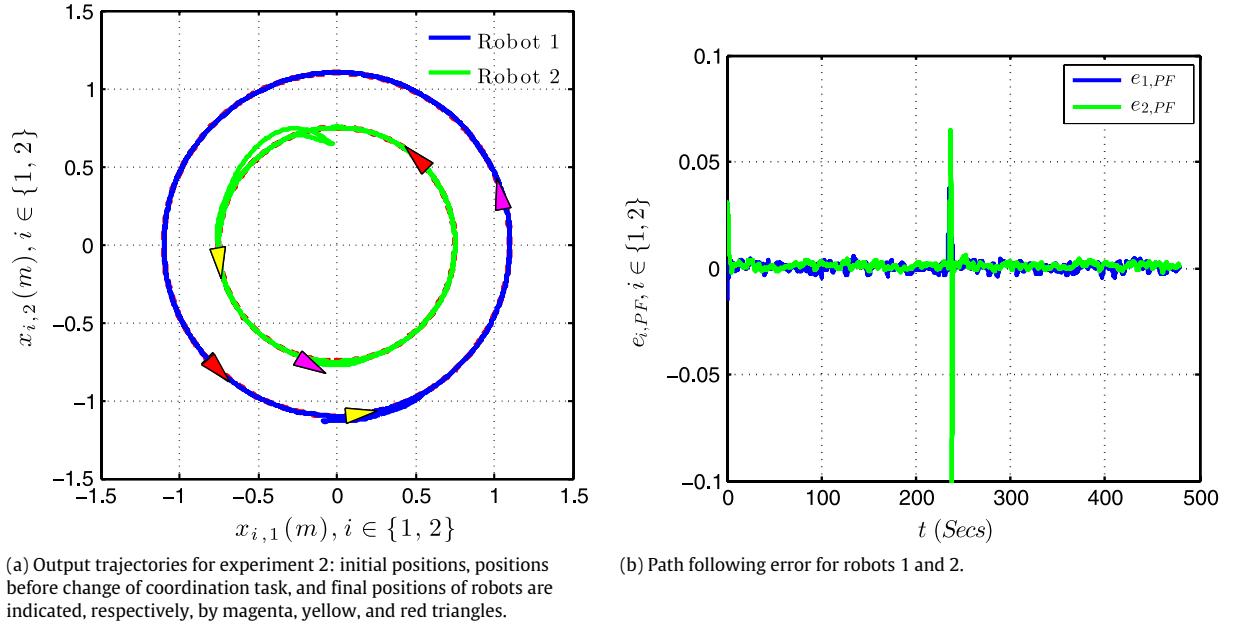 1.5
1
0.5
0
−0.5
−1
−1.5
−1.5 −1 −0.5 0 0.5 1 1.5
x_{i,2}(m), i ∈ {1, 2}
x_{i,1}(m), i ∈ {1, 2}
Robot 1
Robot 2
(a) Output trajectories for experiment 2: initial positions, positions
before change of coordination task, and final positions of robots are
indicated, respectively, by magenta, yellow, and red triangles.
0.1
0.05
0
−0.05
−0.1
0 100 200 300 400 500
e_{i,PF}, i ∈ {1, 2}
t (Secs)
e_{1,PF}
e_{2,PF}
(b) Path following error for robots 1 and 2.